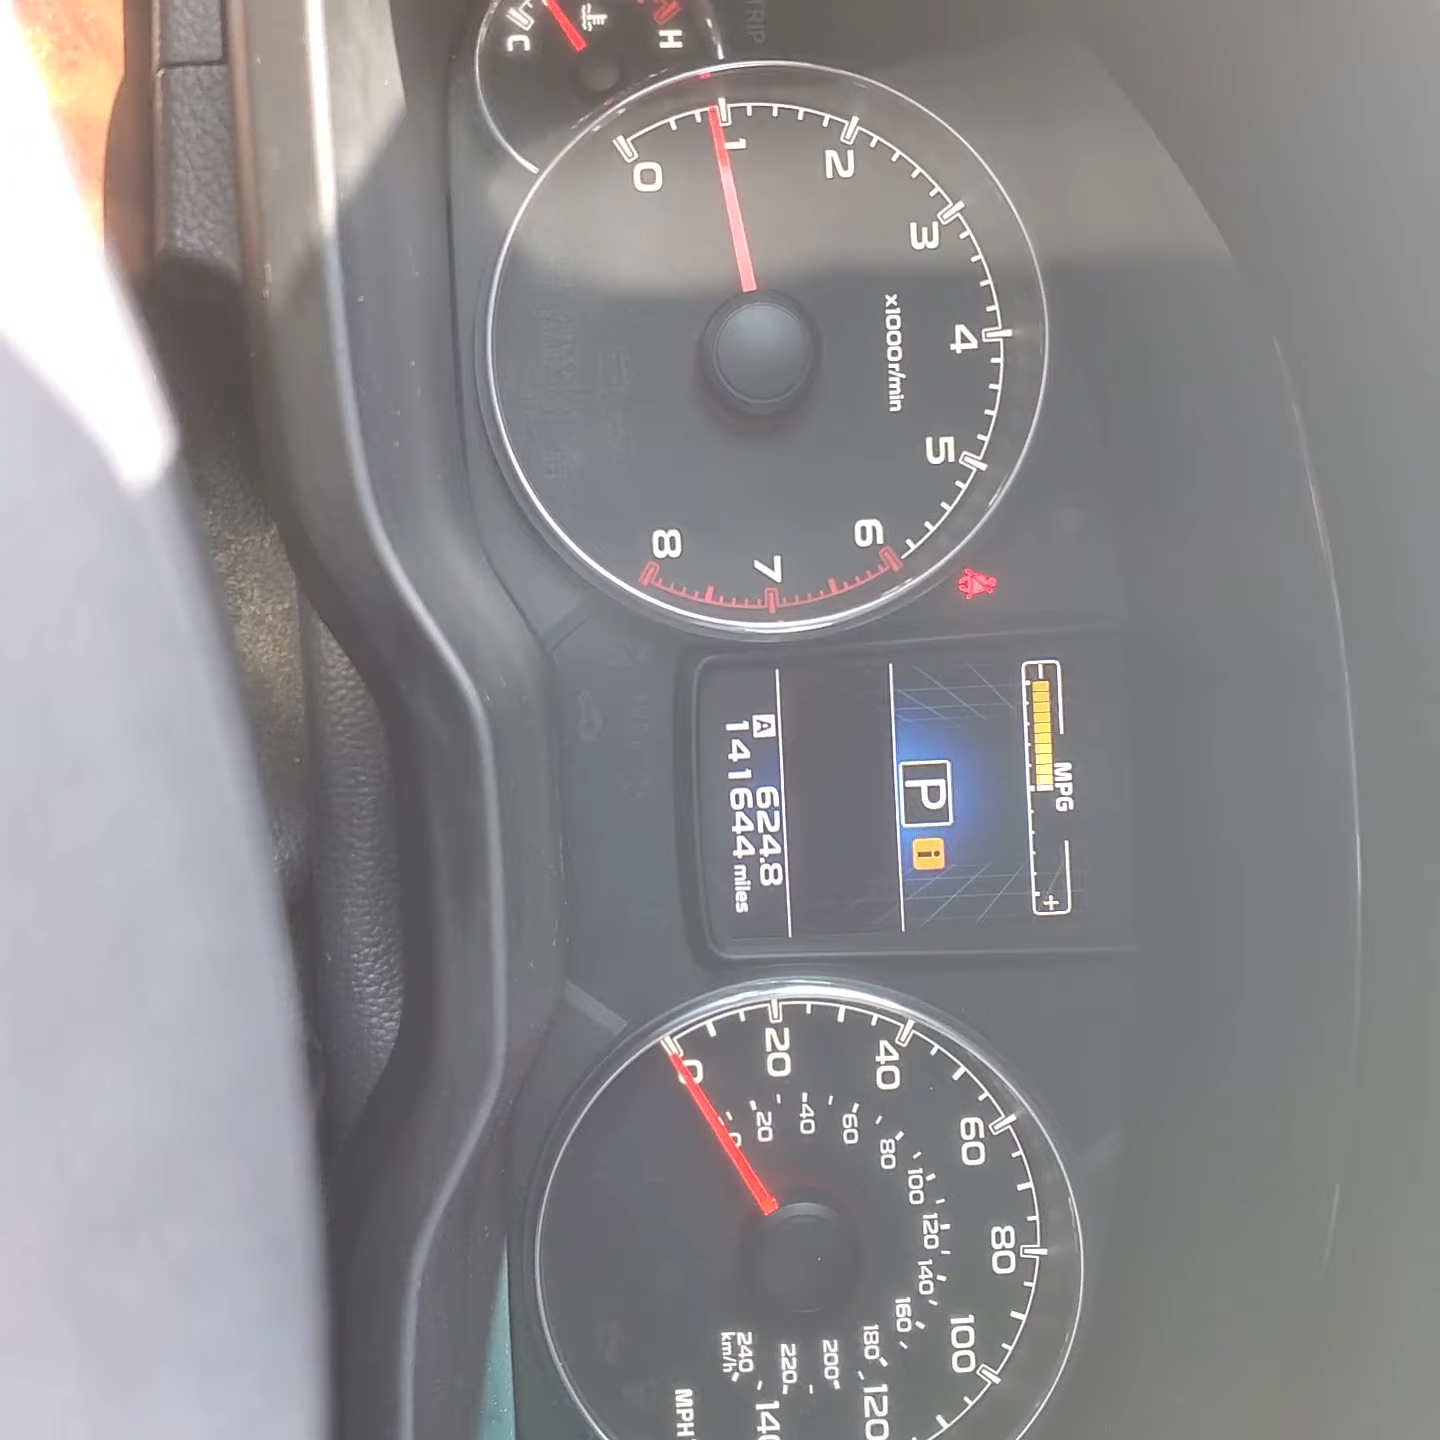 C H
TRIP
0 1 2 3 4 5 6 7 8
x1000r/min
MPG
- +
P i
A 624.8
141644 miles
0 20 40 60 80 100 120 140
0 20 40 60 80 100 120 140 160 180 200 220 240
km/h
MPH